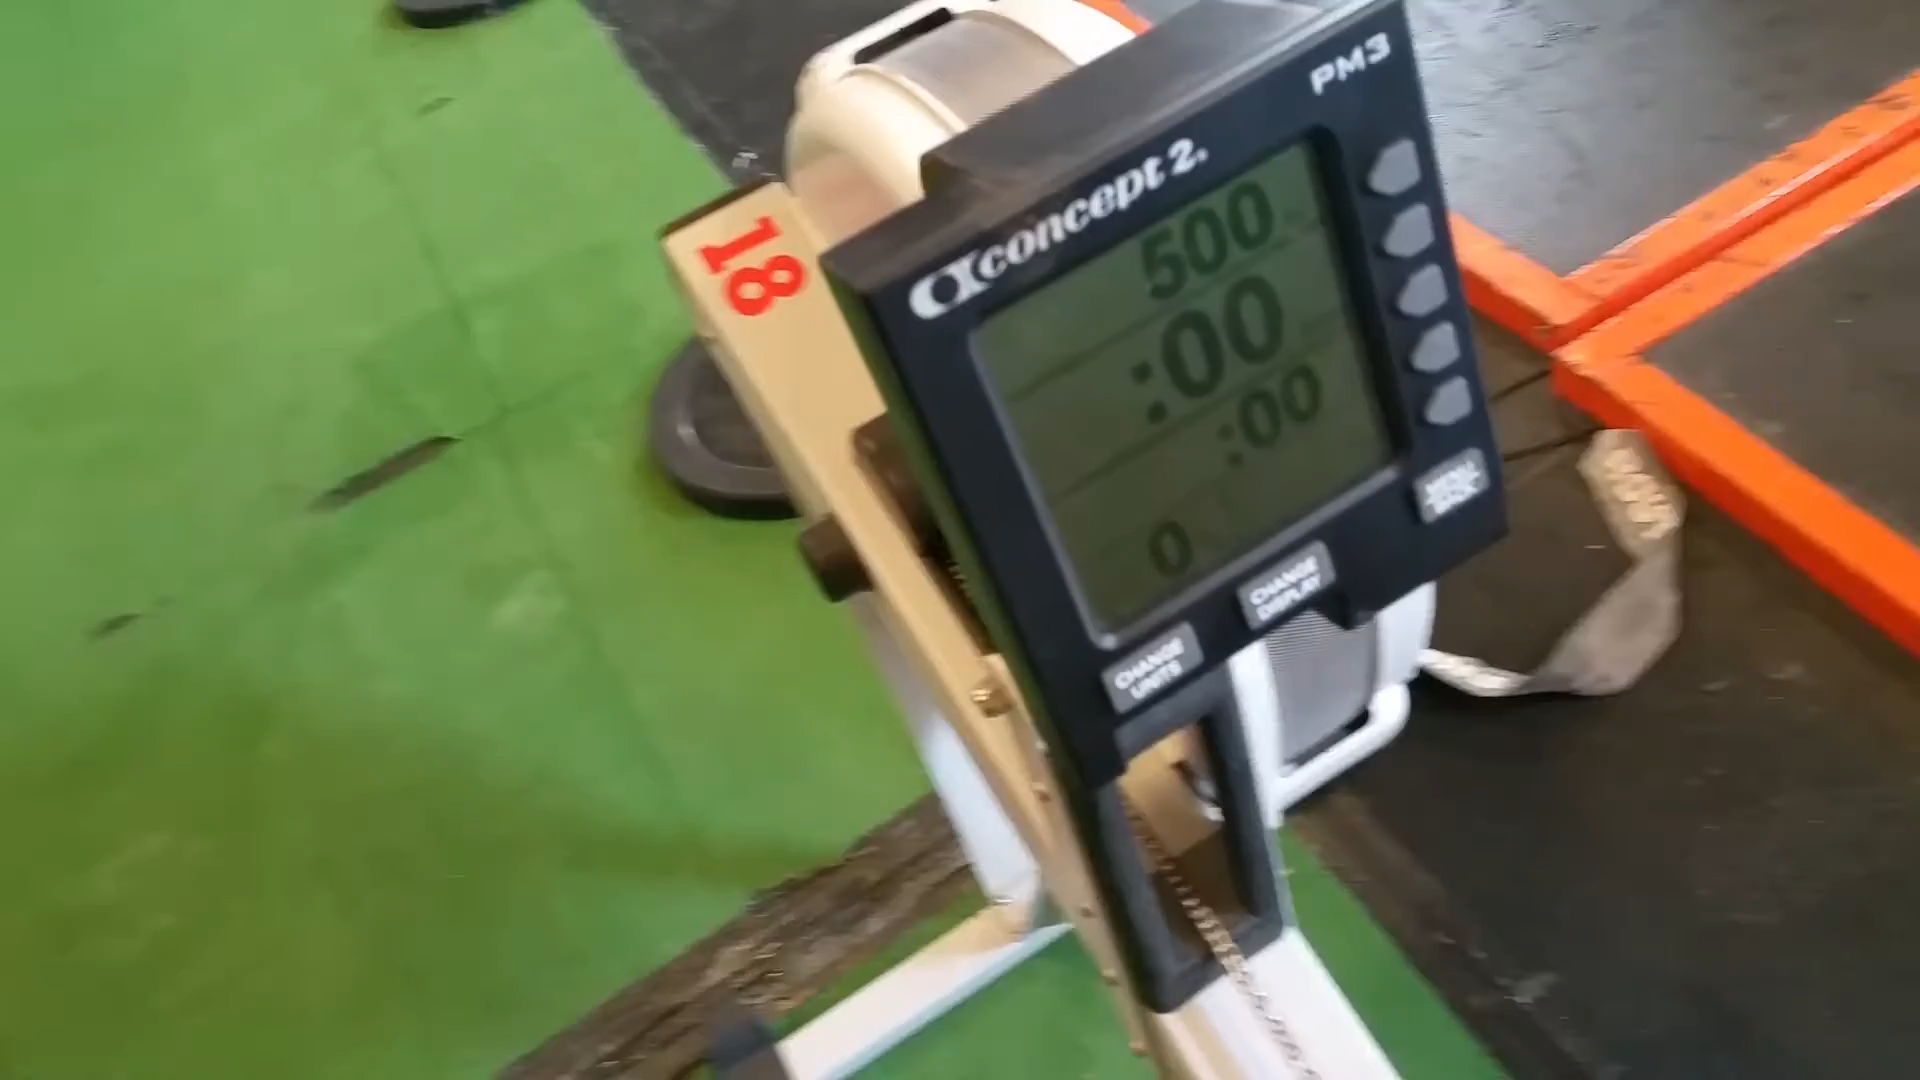 PM3
concept 2.
18
500
:00
:00
0
CHANGE
DISPLAY
CHANGE
UNITS